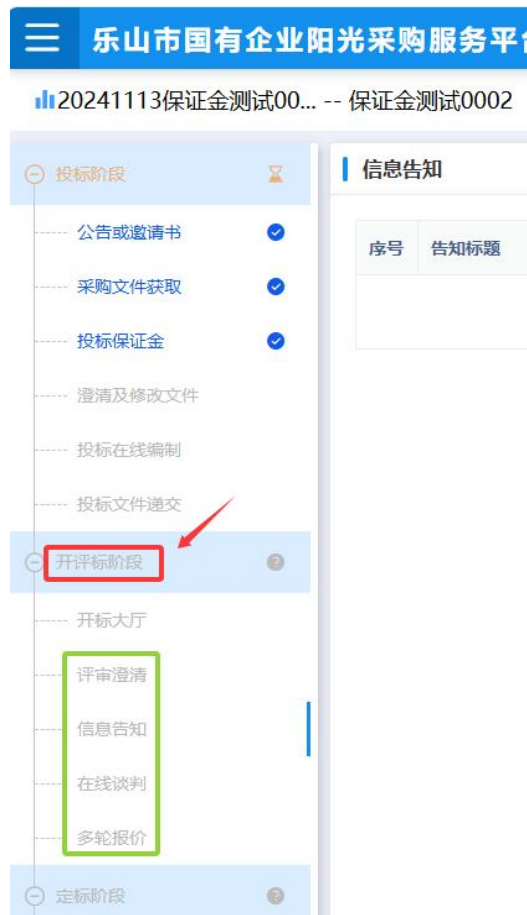 乐山市国有企业阳光采购服务平台
20241113保证金测试00... -- 保证金测试0002
投标阶段
公告或邀请书
采购文件获取
投标保证金
澄清及修改文件
投标在线编制
投标文件递交
开评标阶段
开标大厅
评审澄清
信息告知
在线谈判
多轮报价
定标阶段
信息告知
序号 告知标题